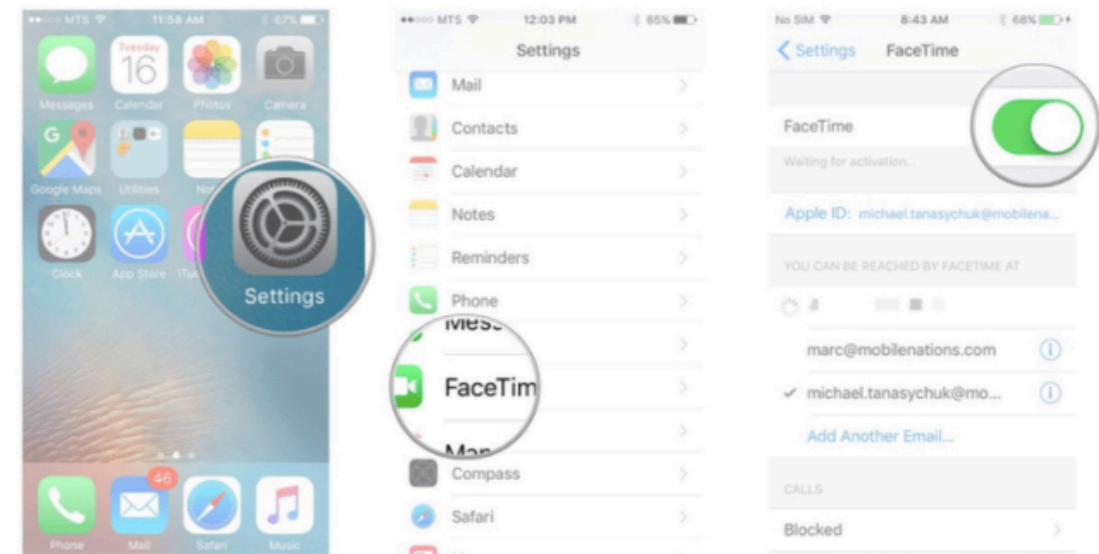 MTS 11:58 AM 67%
Tuesday
16
Messages Calendar Photos Camera
G
Google Maps Utilities
Settings
Clock App Store
46
Phone Mail Safari Music
MTS 12:03 PM 65%
Settings
Mail
Contacts
Calendar
Notes
Reminders
Phone
FaceTim
Compass
Safari
No SIM 8:43 AM 68%
Settings FaceTime
FaceTime
Waiting for activation...
Apple ID: michael.tanasychuk@mobilena...
YOU CAN BE REACHED BY FACETIME AT
marc@mobilenations.com
michael.tanasychuk@mo...
Add Another Email...
CALLS
Blocked